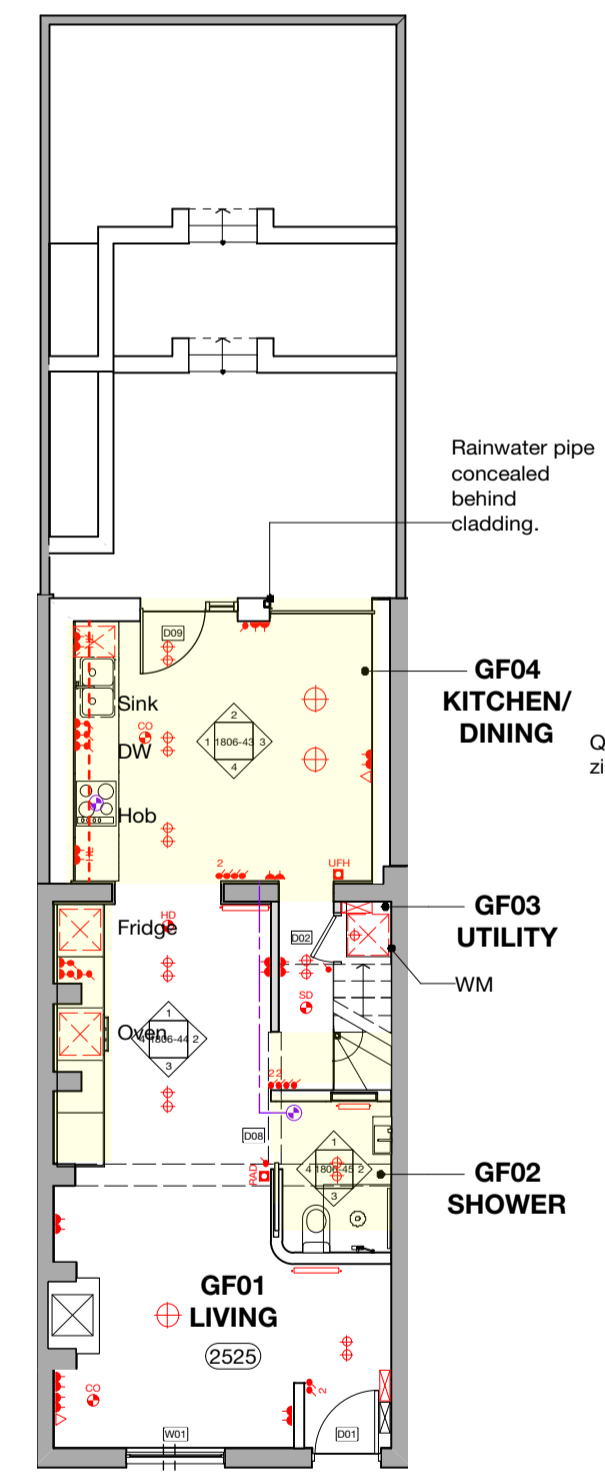 Rainwater pipe
concealed
behind
cladding.
D09
GF04
KITCHEN/
DINING
Sink
CO
DW
2
1 1806-43 3
4
Q
zi
Hob
2
UFH
HD
Fridge
D02
GF03
UTILITY
WM
SD
1
Oven
4 1806-44 2
3
2 2
D08
1
4 1806-45 2
3
RAD
GF02
SHOWER
GF01
LIVING
2525
CO
2
W01
D01